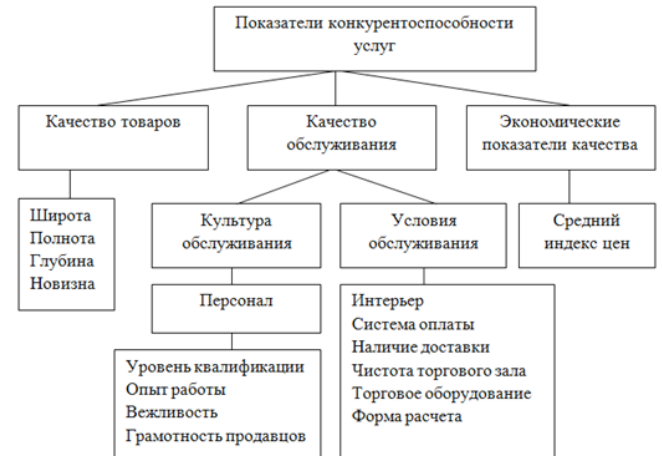 Показатели конкурентоспособности
услуг
Качество товаров
Качество
обслуживания
Экономические
показатели качества
Широта
Полнота
Глубина
Новизна
Культура
обслуживания
Условия
обслуживания
Средний
индекс цен
Персонал
Уровень квалификации
Опыт работы
Вежливость
Грамотность продавцов
Интерьер
Система оплаты
Наличие доставки
Чистота торгового зала
Торговое оборудование
Форма расчета